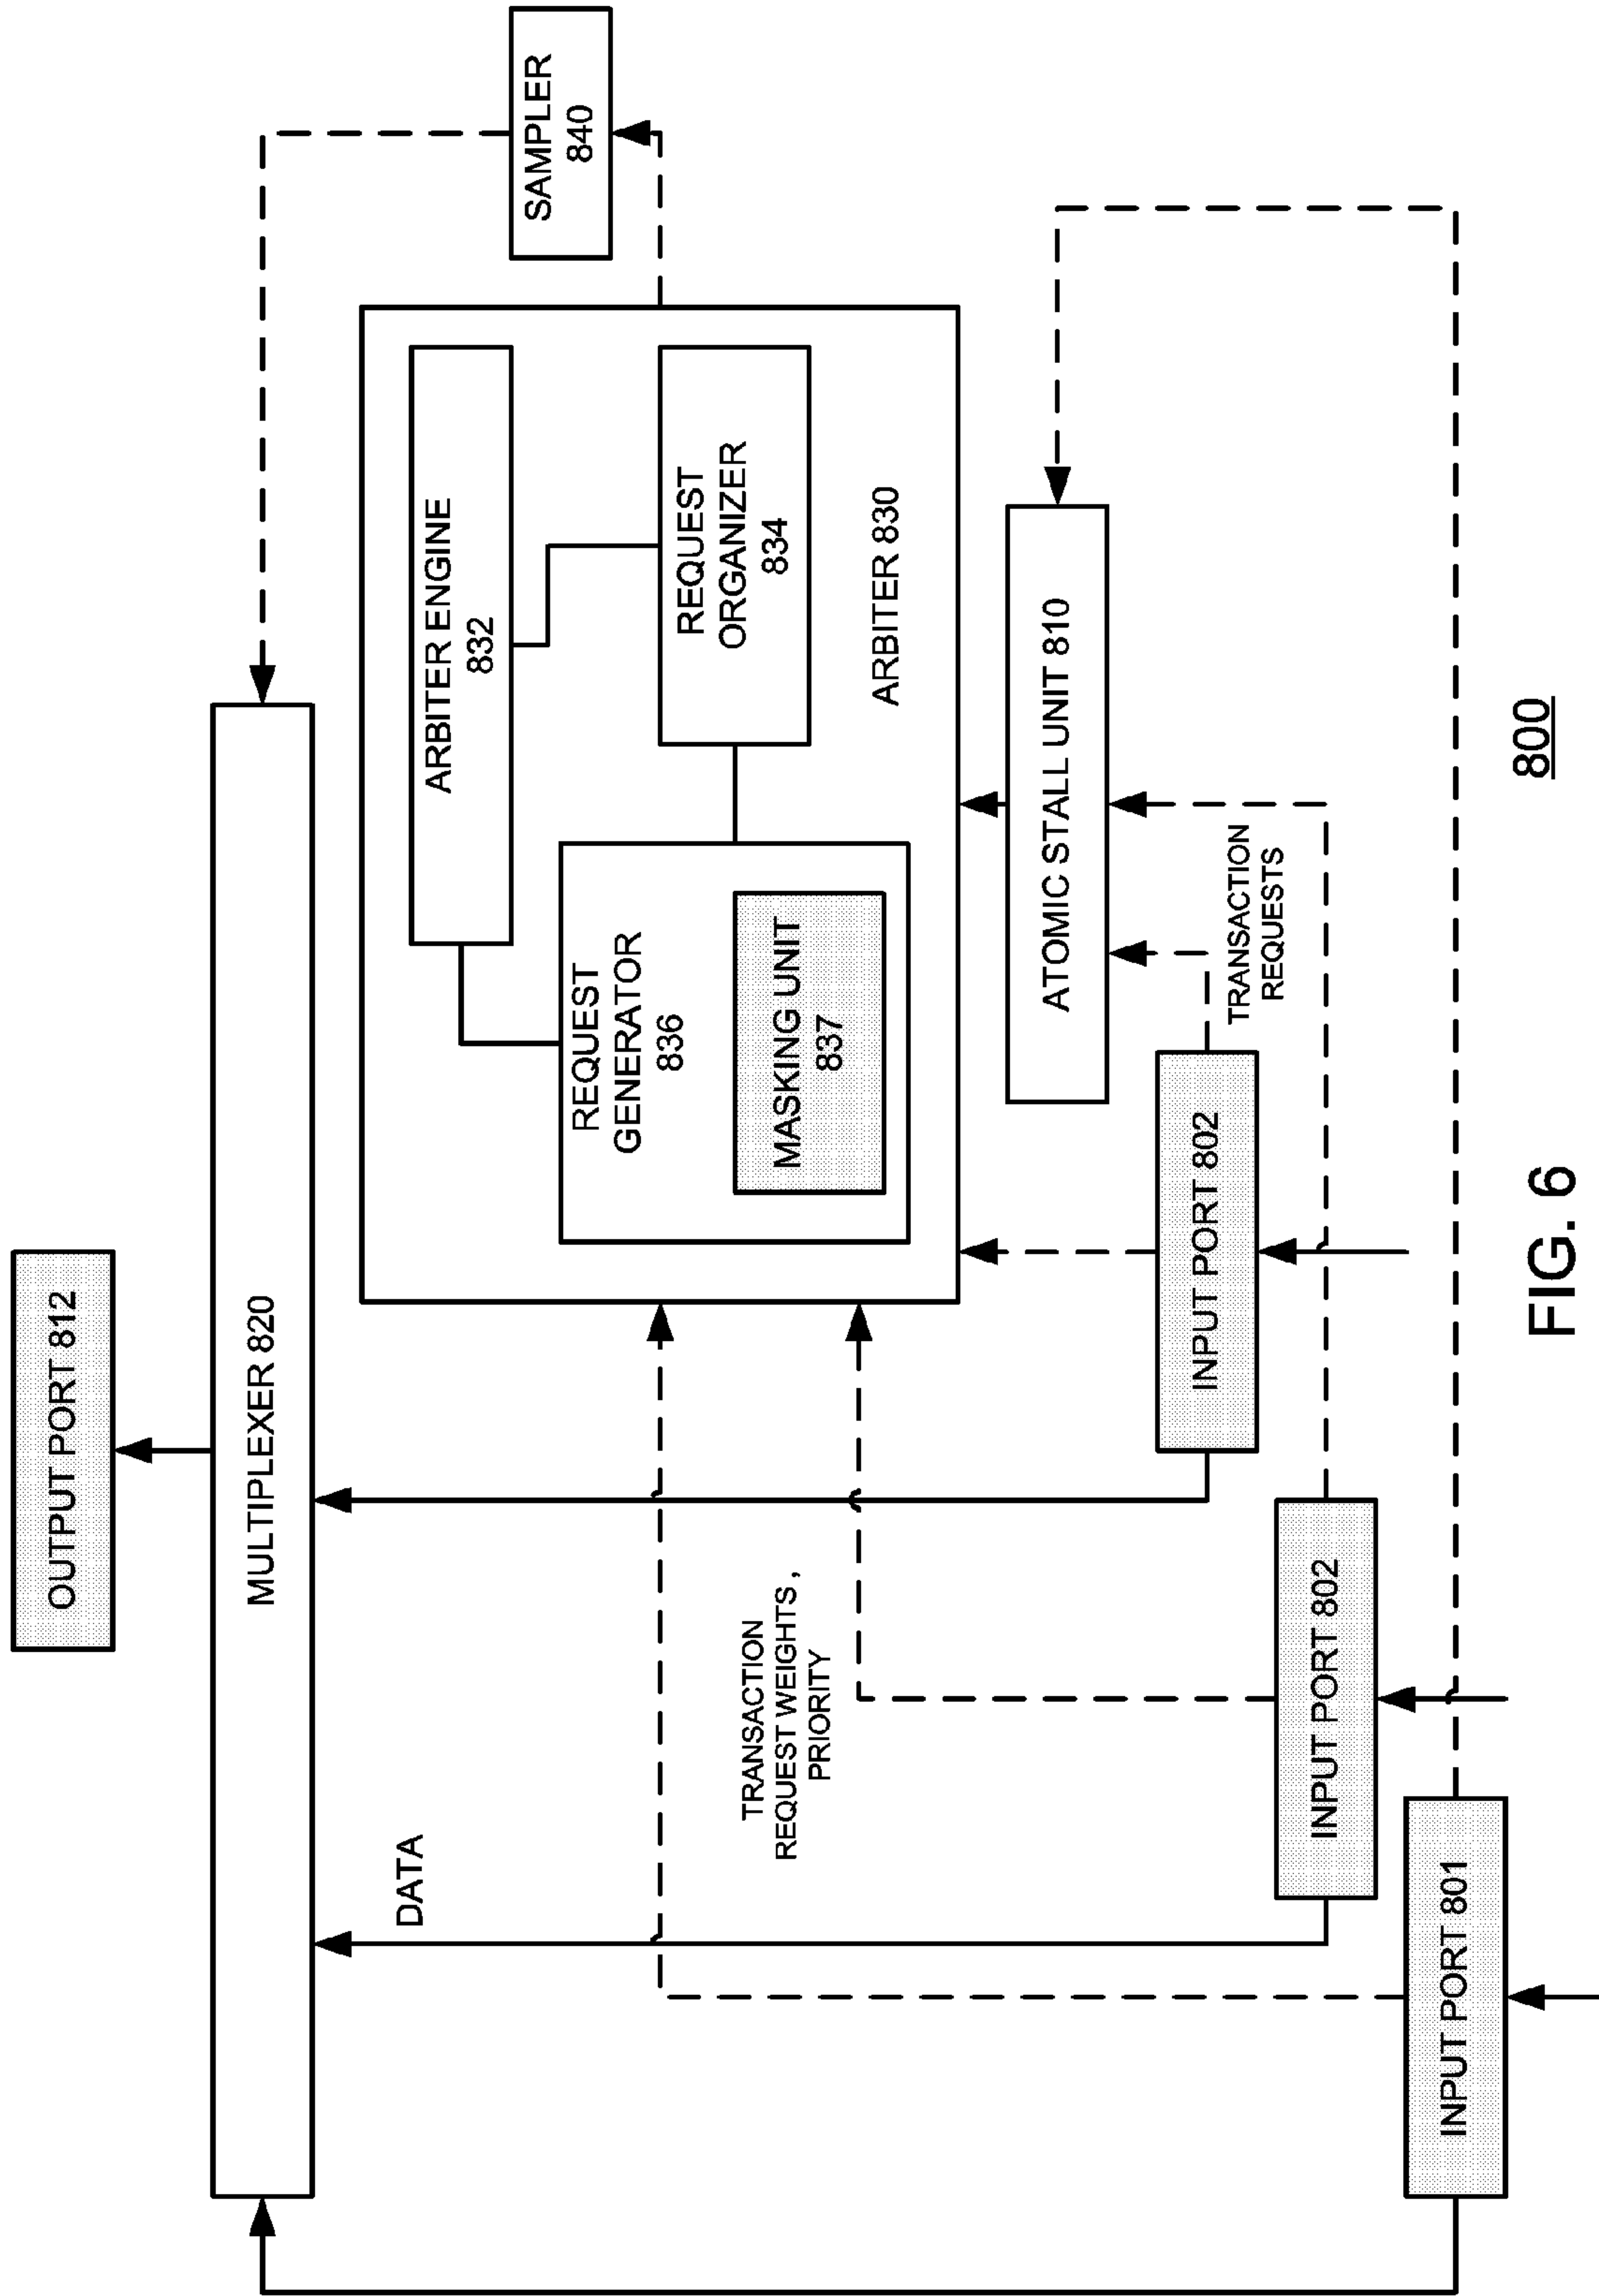 OUTPUT PORT 812
MULTIPLEXER 820
SAMPLER
840
ARBITER ENGINE
832
REQUEST
ORGANIZER
834
REQUEST
GENERATOR
836
MASKING UNIT
837
ARBITER 830
DATA
TRANSACTION
REQUEST WEIGHTS,
PRIORITY
ATOMIC STALL UNIT 810
TRANSACTION
REQUESTS
INPUT PORT 802
INPUT PORT 802
INPUT PORT 801
800
FIG. 6